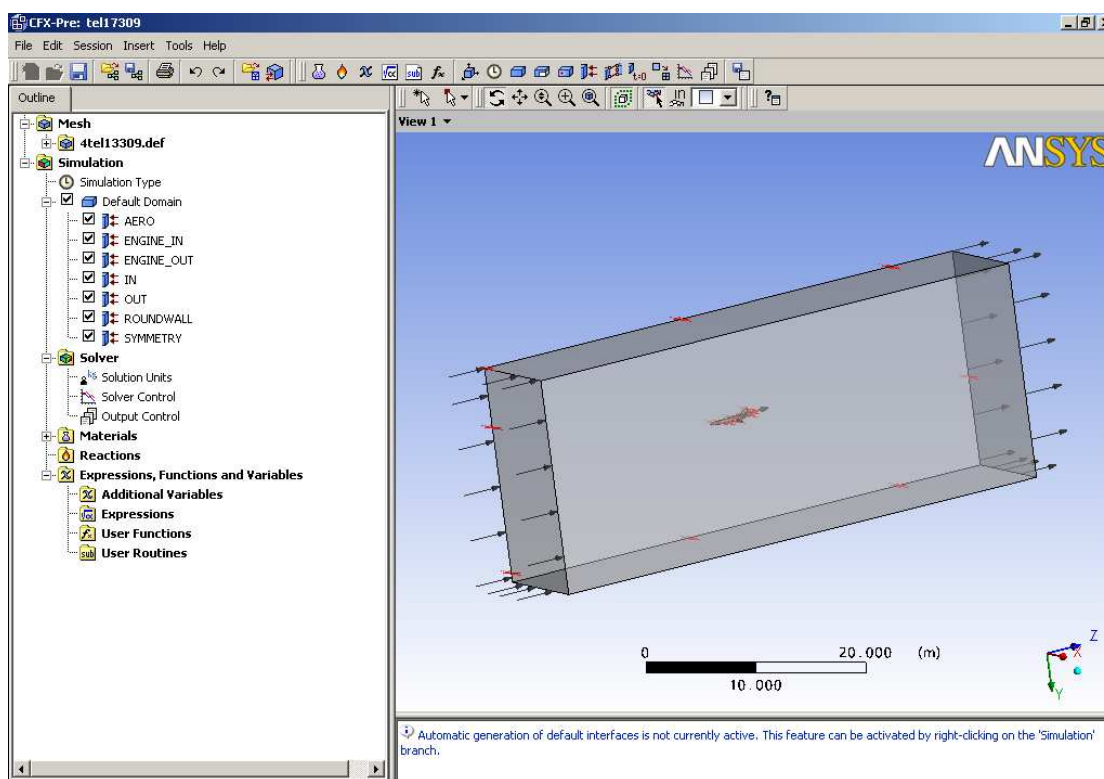 CFX-Pre: tel17309
File Edit Session Insert Tools Help
Outline
Mesh
4tel13309.def
Simulation
Simulation Type
Default Domain
AERO
ENGINE_IN
ENGINE_OUT
IN
OUT
ROUNDWALL
SYMMETRY
Solver
Solution Units
Solver Control
Output Control
Materials
Reactions
Expressions, Functions and Variables
Additional Variables
Expressions
User Functions
User Routines
View 1
ANSYS
0 20.000 (m)
10.000
Z
X
Y
Automatic generation of default interfaces is not currently active. This feature can be activated by right-clicking on the 'Simulation'
branch.